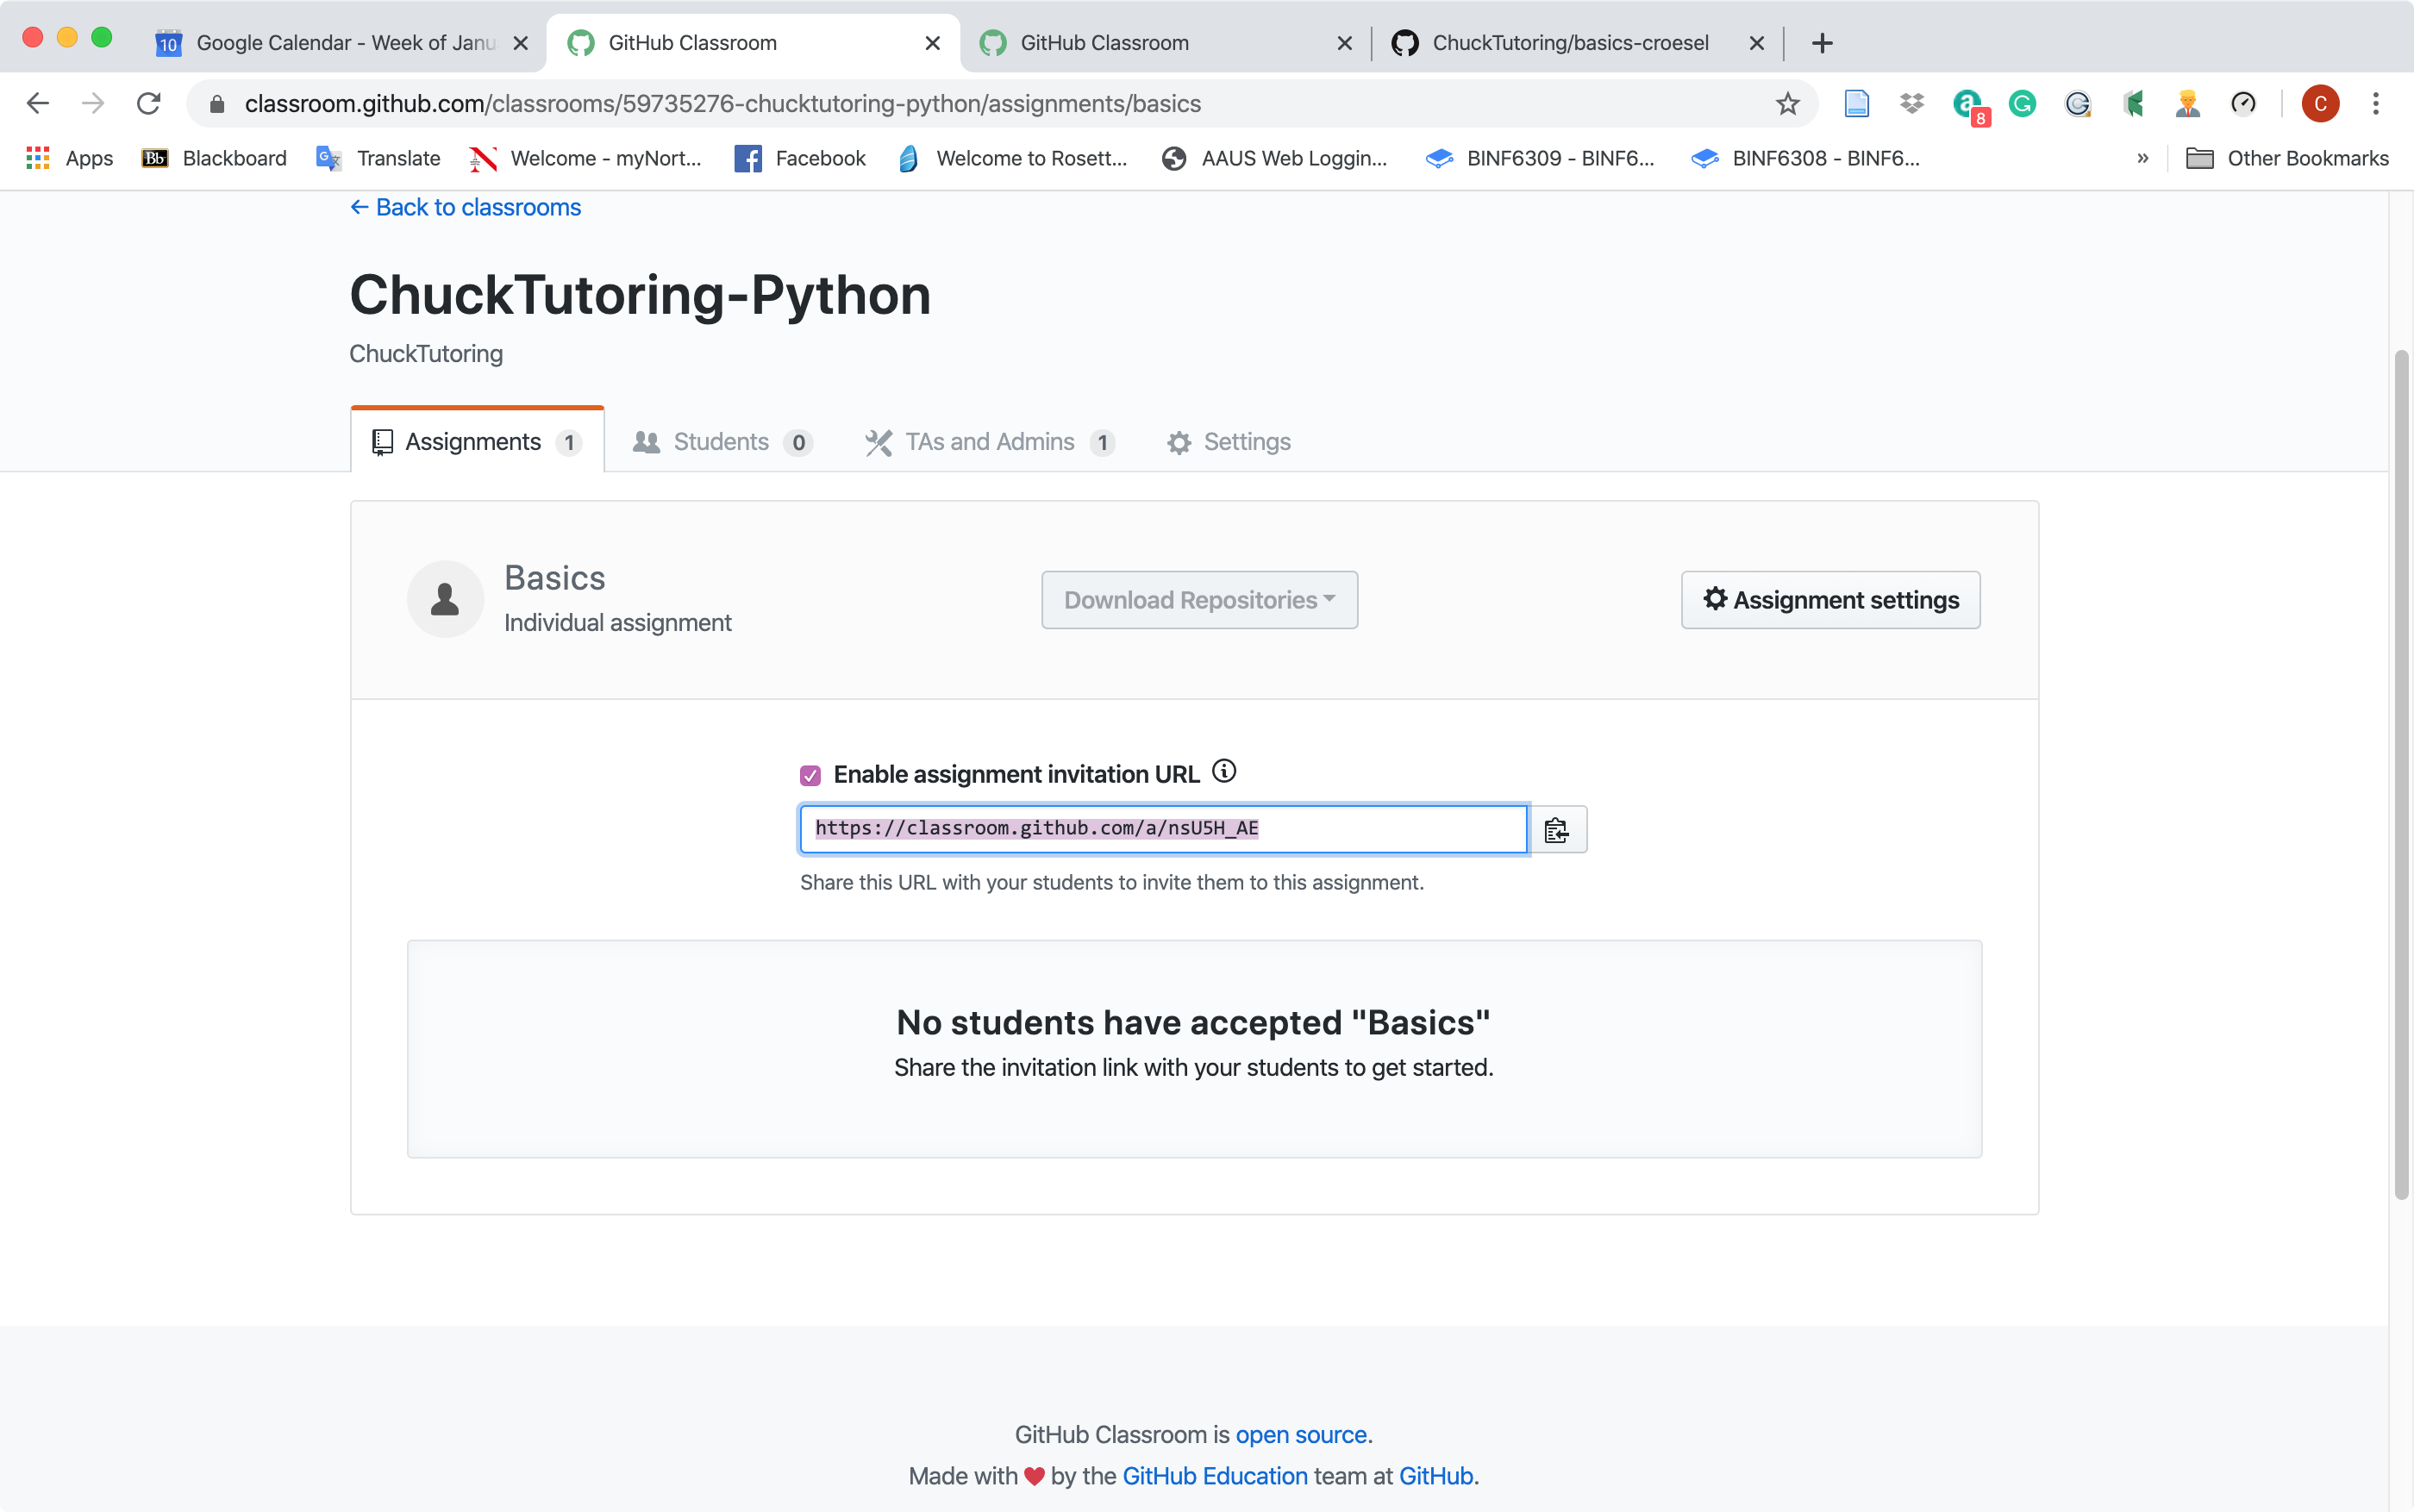 10 Google Calendar - Week of Janu
GitHub Classroom
GitHub Classroom
ChuckTutoring/basics-croesel
classroom.github.com/classrooms/59735276-chucktutoring-python/assignments/basics
a 8
G
C
Apps
Bb Blackboard
Translate
N Welcome - myNort...
Facebook
Welcome to Rosett...
AAUS Web Loggin...
BINF6309 - BINF6...
BINF6308 - BINF6...
»
Other Bookmarks
← Back to classrooms
ChuckTutoring-Python
ChuckTutoring
Assignments 1
Students 0
TAs and Admins 1
Settings
Basics
Individual assignment
Download Repositories
Assignment settings
Enable assignment invitation URL
https://classroom.github.com/a/nsU5H_AE
Share this URL with your students to invite them to this assignment.
No students have accepted "Basics"
Share the invitation link with your students to get started.
GitHub Classroom is open source.
Made with ♥ by the GitHub Education team at GitHub.